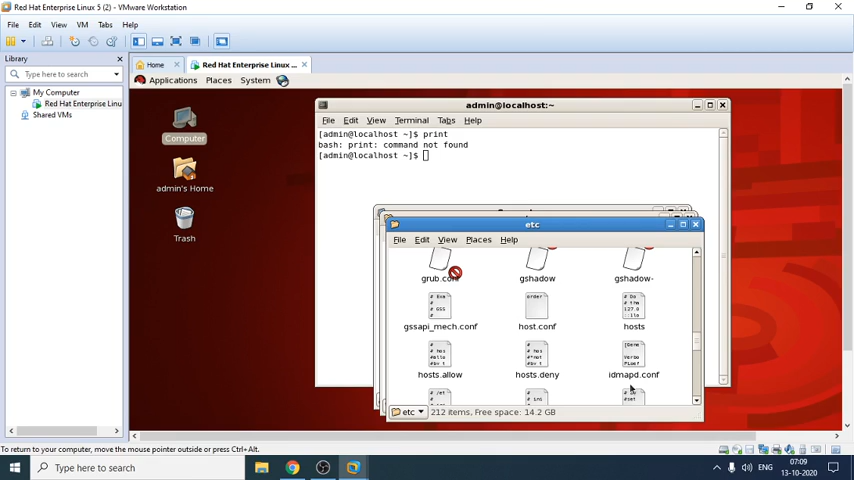 Red Hat Enterprise Linux 5 (2) - VMware Workstation
File Edit View VM Tabs Help
Library
Type here to search
My Computer
Red Hat Enterprise Linu
Shared VMs
Home
Red Hat Enterprise Linux ...
Applications Places System
Computer
admin's Home
Trash
admin@localhost:~
File Edit View Terminal Tabs Help
[admin@localhost ~]$ print
bash: print: command not found
[admin@localhost ~]$
etc
File Edit View Places Help
grub.conf gshadow gshadow-
gssapi_mech.conf host.conf hosts
hosts.allow hosts.deny idmapd.conf
etc 212 items, Free space: 14.2 GB
To return to your computer, move the mouse pointer outside or press Ctrl+Alt.
Type here to search
ENG
07:09
13-10-2020